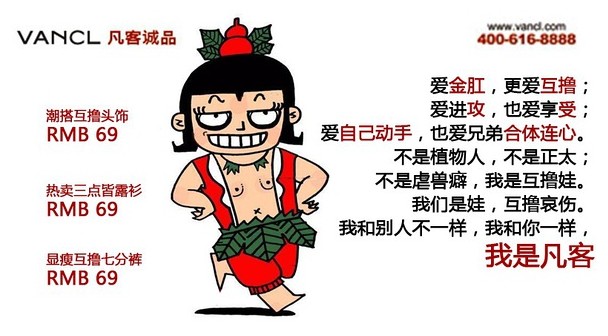 VANCL 凡客诚品
www.vancl.com
400-616-8888
潮搭互撸头饰
RMB 69
热卖三点皆露衫
RMB 69
显瘦互撸七分裤
RMB 69
爱金肛，更爱互撸；
爱进攻，也爱享受；
爱自己动手，也爱兄弟合体连心。
不是植物人，不是正太；
不是虐兽癖，我是互撸娃。
我们是娃，互撸哀伤。
我和别人不一样，我和你一样，
我是凡客